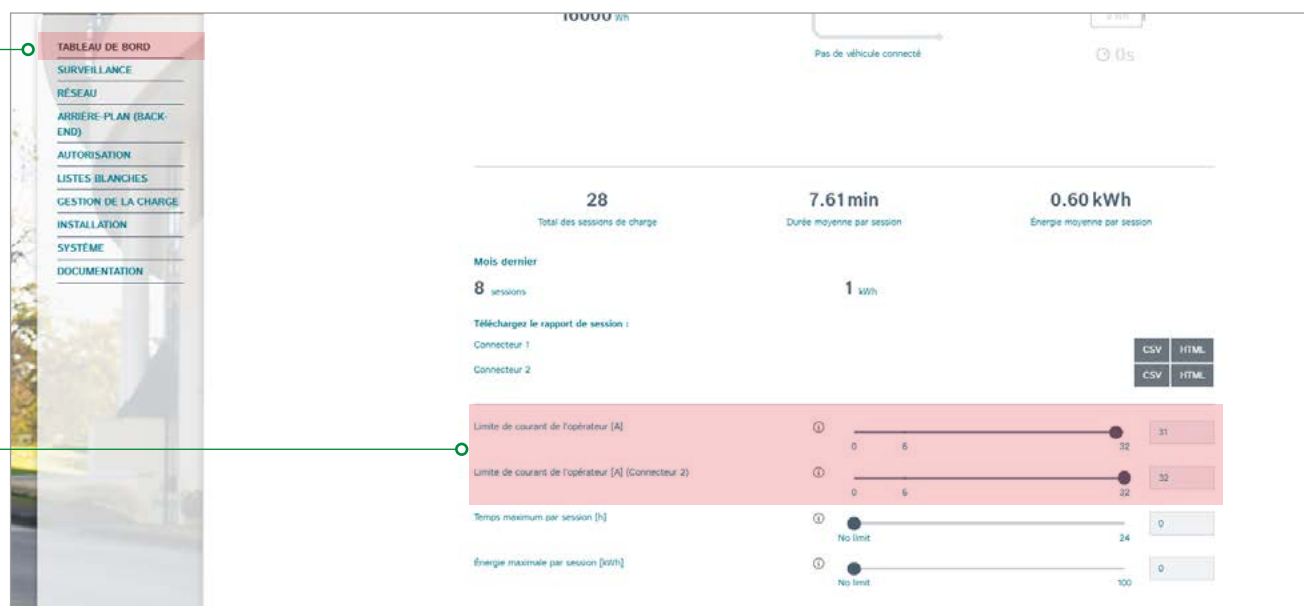 16000 Wh
0 Wh
TABLEAU DE BORD
SURVEILLANCE
RÉSEAU
ARRIÈRE-PLAN (BACK-
END)
AUTORISATION
LISTES BLANCHES
GESTION DE LA CHARGE
INSTALLATION
SYSTÈME
DOCUMENTATION
Pas de véhicule connecté
0s
28
Total des sessions de charge
7.61 min
Durée moyenne par session
0.60 kWh
Énergie moyenne par session
Mois dernier
8 sessions
1 kWh
Téléchargez le rapport de session :
Connecteur 1
CSV HTML
Connecteur 2
CSV HTML
Limite de courant de l'opérateur [A]
0 6 32
31
Limite de courant de l'opérateur [A] (Connecteur 2)
0 6 32
32
Temps maximum par session [h]
No limit 24
0
Énergie maximale par session [kWh]
No limit 100
0